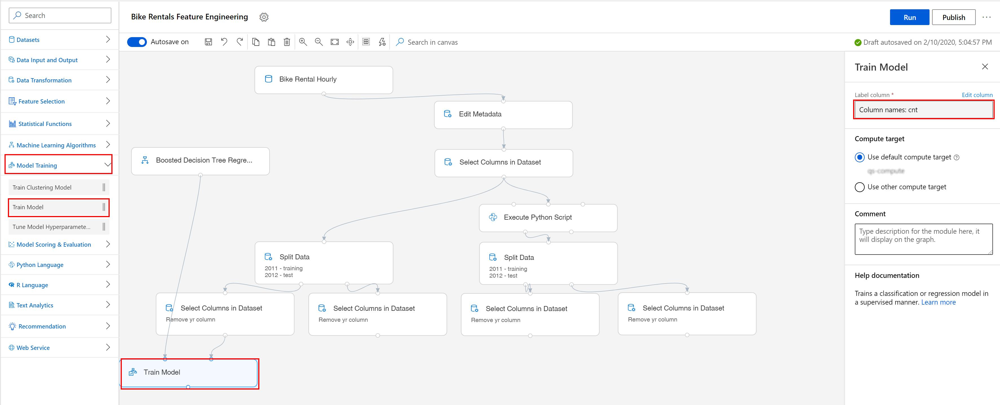 Search
Datasets
Data Input and Output
Data Transformation
Feature Selection
Statistical Functions
Machine Learning Algorithms
Model Training
Train Clustering Model
Train Model
Tune Model Hyperparamete...
Model Scoring & Evaluation
Python Language
R Language
Text Analytics
Recommendation
Web Service
Bike Rentals Feature Engineering
Run
Publish
Autosave on
Search in canvas
Draft autosaved on 2/10/2020, 5:04:57 PM
Bike Rental Hourly
Edit Metadata
Boosted Decision Tree Regre...
Select Columns in Dataset
Execute Python Script
Split Data
2011 - training
2012 - test
Split Data
2011 - training
2012 - test
Select Columns in Dataset
Remove yr column
Select Columns in Dataset
Remove yr column
Select Columns in Dataset
Remove yr column
Select Columns in Dataset
Remove yr column
Train Model
Train Model
Label column *
Edit column
Column names: cnt
Compute target
Use default compute target
qs-compute
Use other compute target
Comment
Type description for the module here, it
will display on the graph.
Help documentation
Trains a classification or regression model in
a supervised manner. Learn more